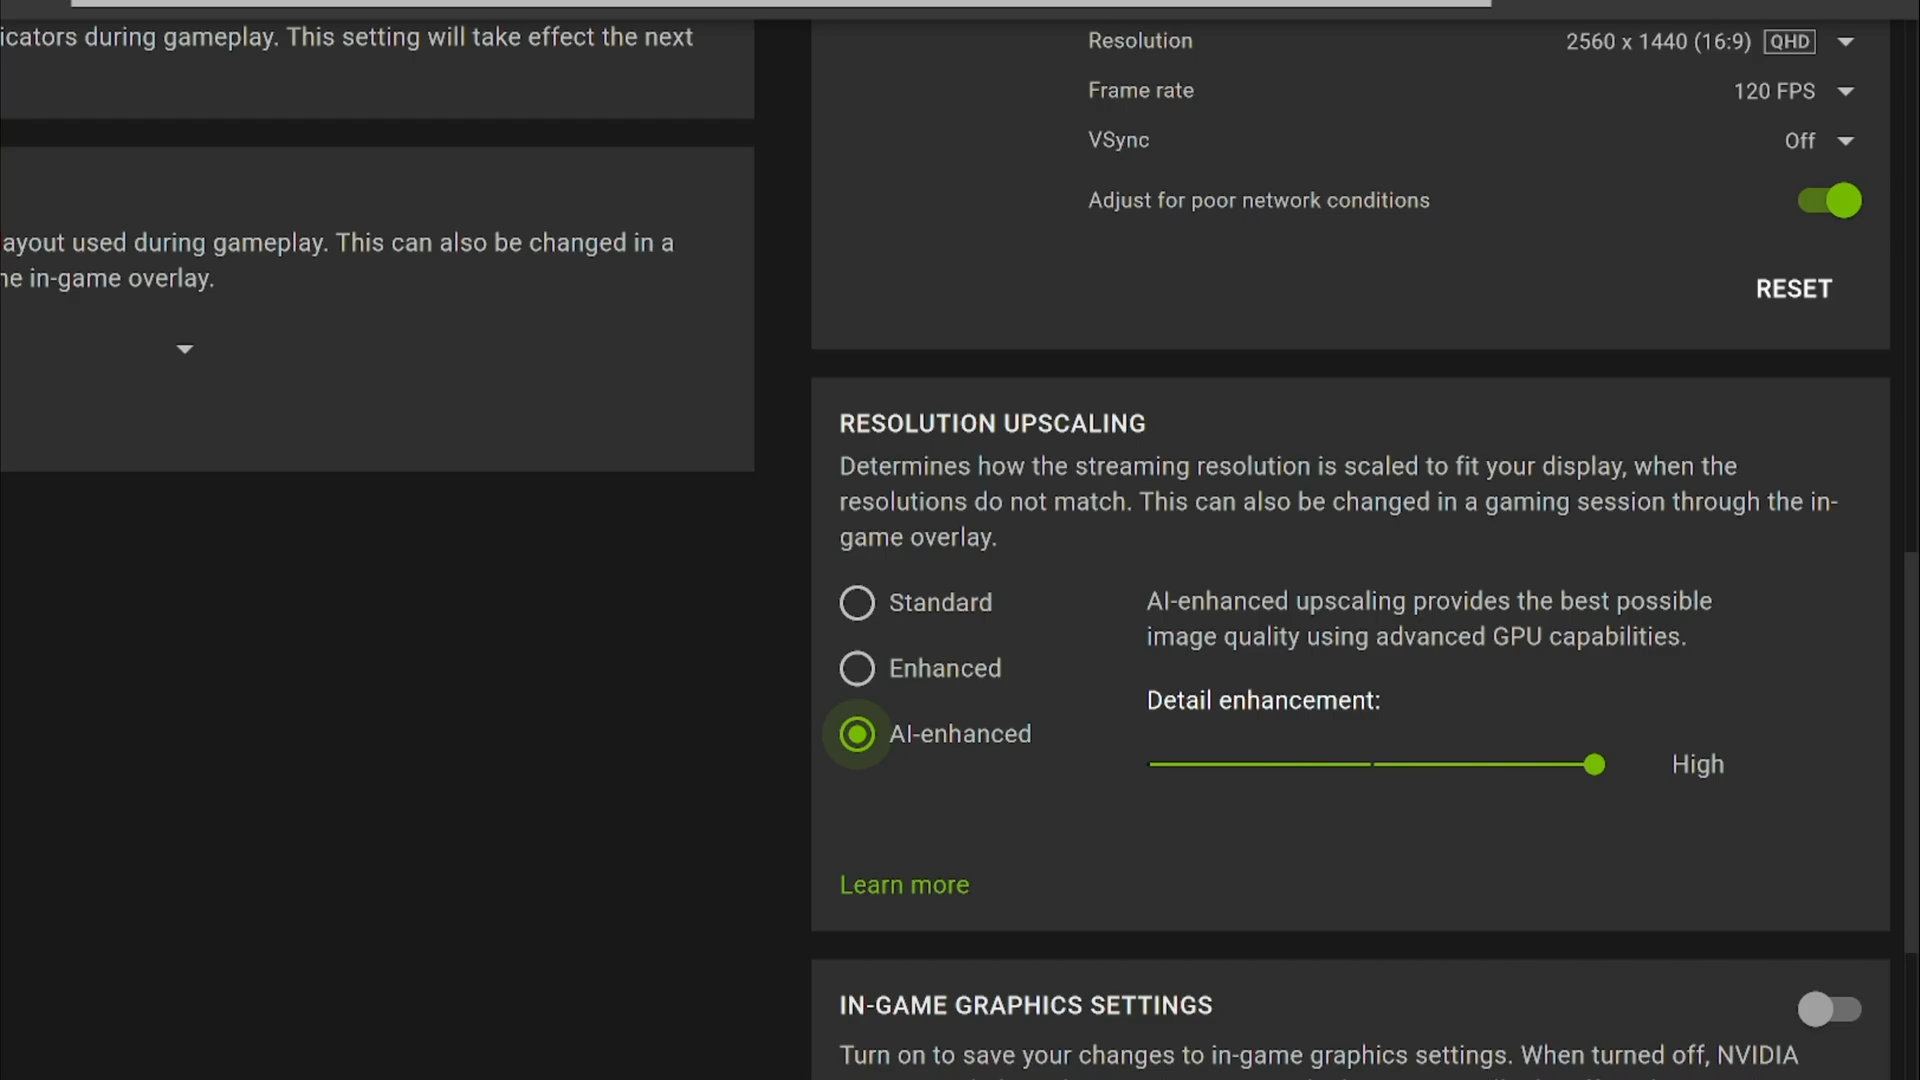 icators during gameplay. This setting will take effect the next
ayout used during gameplay. This can also be changed in a
he in-game overlay.
Resolution 2560 x 1440 (16:9) QHD
Frame rate 120 FPS
VSync Off
Adjust for poor network conditions
RESET
RESOLUTION UPSCALING
Determines how the streaming resolution is scaled to fit your display, when the
resolutions do not match. This can also be changed in a gaming session through the in-
game overlay.
Standard
Enhanced
AI-enhanced
AI-enhanced upscaling provides the best possible
image quality using advanced GPU capabilities.
Detail enhancement:
High
Learn more
IN-GAME GRAPHICS SETTINGS
Turn on to save your changes to in-game graphics settings. When turned off, NVIDIA